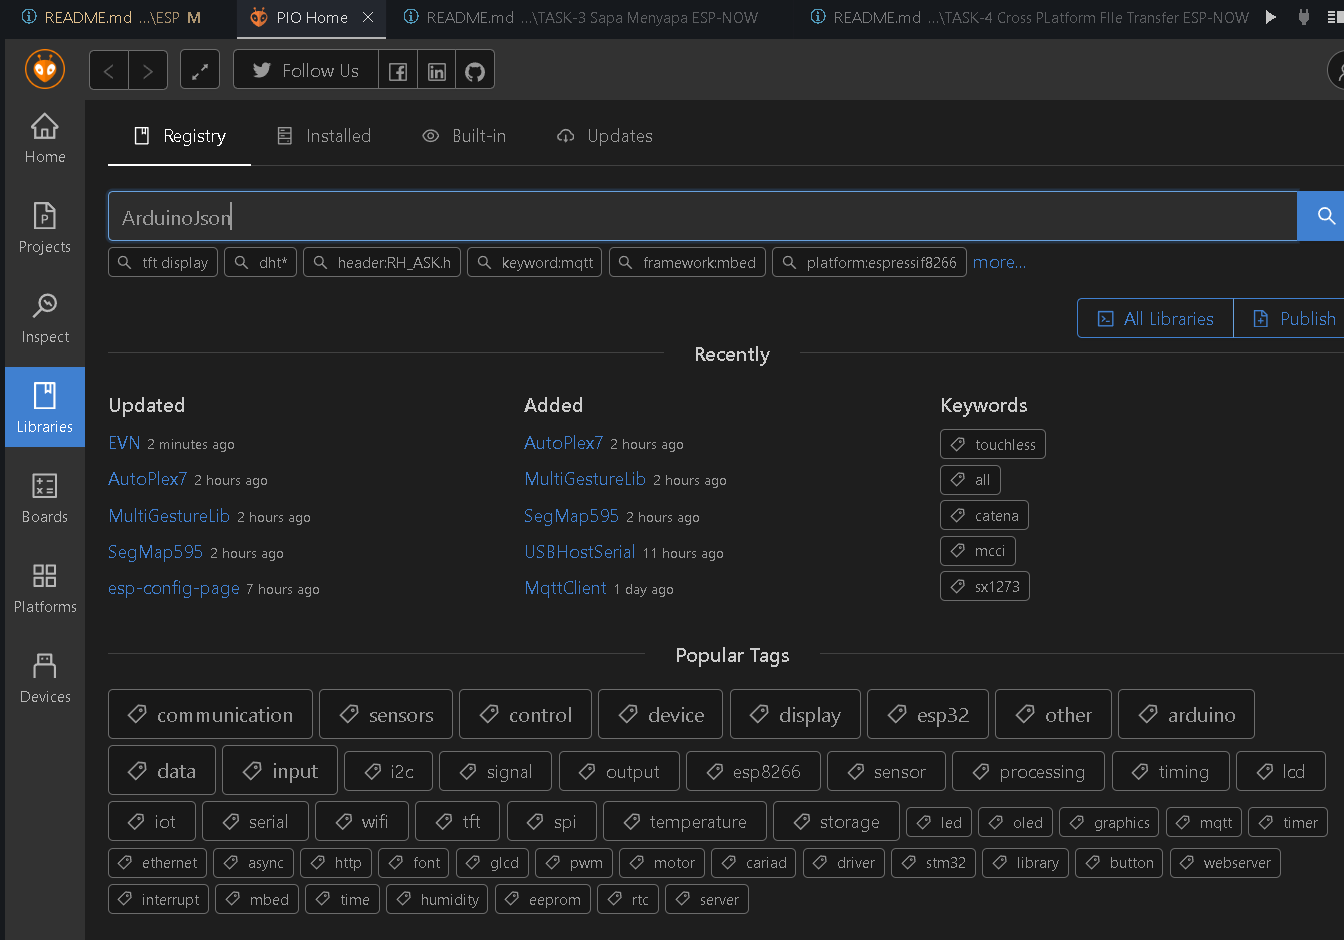 README.md ...\ESP M PIO Home README.md ...\TASK-3 Sapa Menyapa ESP-NOW README.md ...\TASK-4 Cross PLatform FIle Transfer ESP-NOW
Follow Us
Home
Projects
Inspect
Libraries
Boards
Platforms
Devices
Registry Installed Built-in Updates
ArduinoJson
tft display dht* header:RH_ASK.h keyword:mqtt framework:mbed platform:espressif8266 more...
All Libraries Publish
Recently
Updated
EVN 2 minutes ago
AutoPlex7 2 hours ago
MultiGestureLib 2 hours ago
SegMap595 2 hours ago
esp-config-page 7 hours ago
Added
AutoPlex7 2 hours ago
MultiGestureLib 2 hours ago
SegMap595 2 hours ago
USBHostSerial 11 hours ago
MqttClient 1 day ago
Keywords
touchless
all
catena
mcci
sx1273
Popular Tags
communication sensors control device display esp32 other arduino
data input i2c signal output esp8266 sensor processing timing lcd
iot serial wifi tft spi temperature storage led oled graphics mqtt timer
ethernet async http font glcd pwm motor cariad driver stm32 library button webserver
interrupt mbed time humidity eeprom rtc server